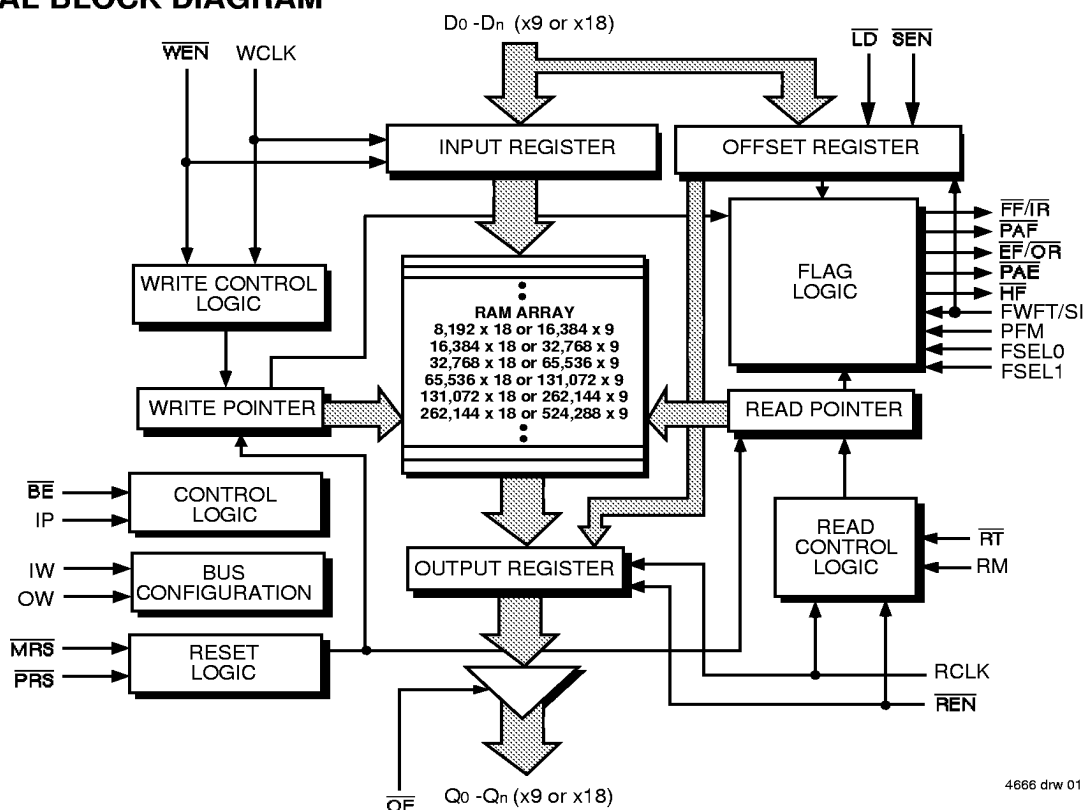 AL BLOCK DIAGRAM
D0 -Dn (x9 or x18)
WEN WCLK
LD SEN
INPUT REGISTER
OFFSET REGISTER
WRITE CONTROL
LOGIC
FLAG
LOGIC
FF/IR
PAF
EF/OR
PAE
HF
FWFT/SI
PFM
FSEL0
FSEL1
RAM ARRAY
8,192 x 18 or 16,384 x 9
16,384 x 18 or 32,768 x 9
32,768 x 18 or 65,536 x 9
65,536 x 18 or 131,072 x 9
131,072 x 18 or 262,144 x 9
262,144 x 18 or 524,288 x 9
WRITE POINTER
READ POINTER
BE
IP
CONTROL
LOGIC
READ
CONTROL
LOGIC
RT
RM
IW
OW
BUS
CONFIGURATION
OUTPUT REGISTER
MRS
PRS
RESET
LOGIC
RCLK
REN
OE
Q0 -Qn (x9 or x18)
4666 drw 01